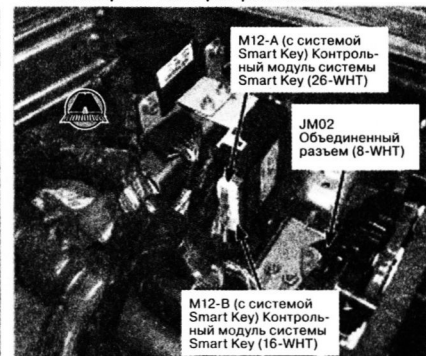 M12-A (с системой
Smart Key) Контроль-
ный модуль системы
Smart Key (26-WHT)
JM02
Объединенный
разъем (8-WHT)
M12-B (с системой
Smart Key) Контроль-
ный модуль системы
Smart Key (16-WHT)